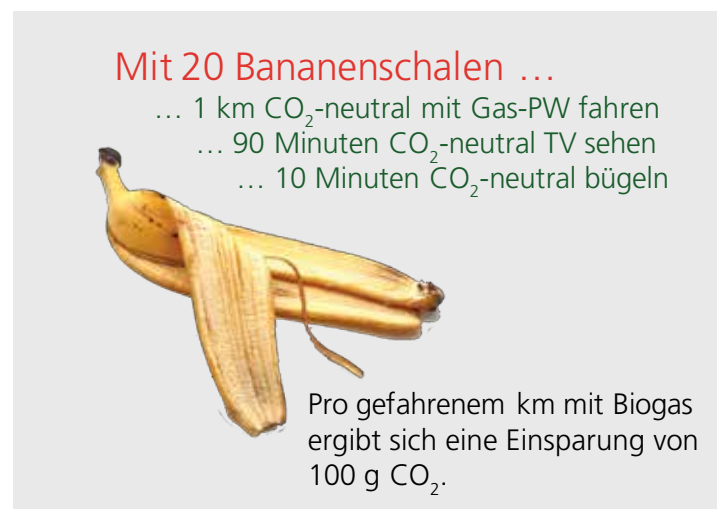 Mit 20 Bananenschalen …
… 1 km CO₂-neutral mit Gas-PW fahren
… 90 Minuten CO₂-neutral TV sehen
… 10 Minuten CO₂-neutral bügeln
Pro gefahrenem km mit Biogas
ergibt sich eine Einsparung von
100 g CO₂.